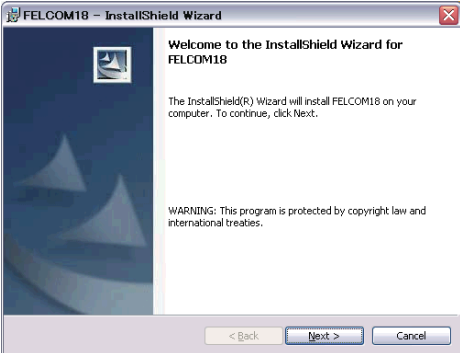 FELCOM18 - InstallShield Wizard
Welcome to the InstallShield Wizard for
FELCOM18
The InstallShield(R) Wizard will install FELCOM18 on your
computer. To continue, click Next.
WARNING: This program is protected by copyright law and
international treaties.
< Back Next > Cancel